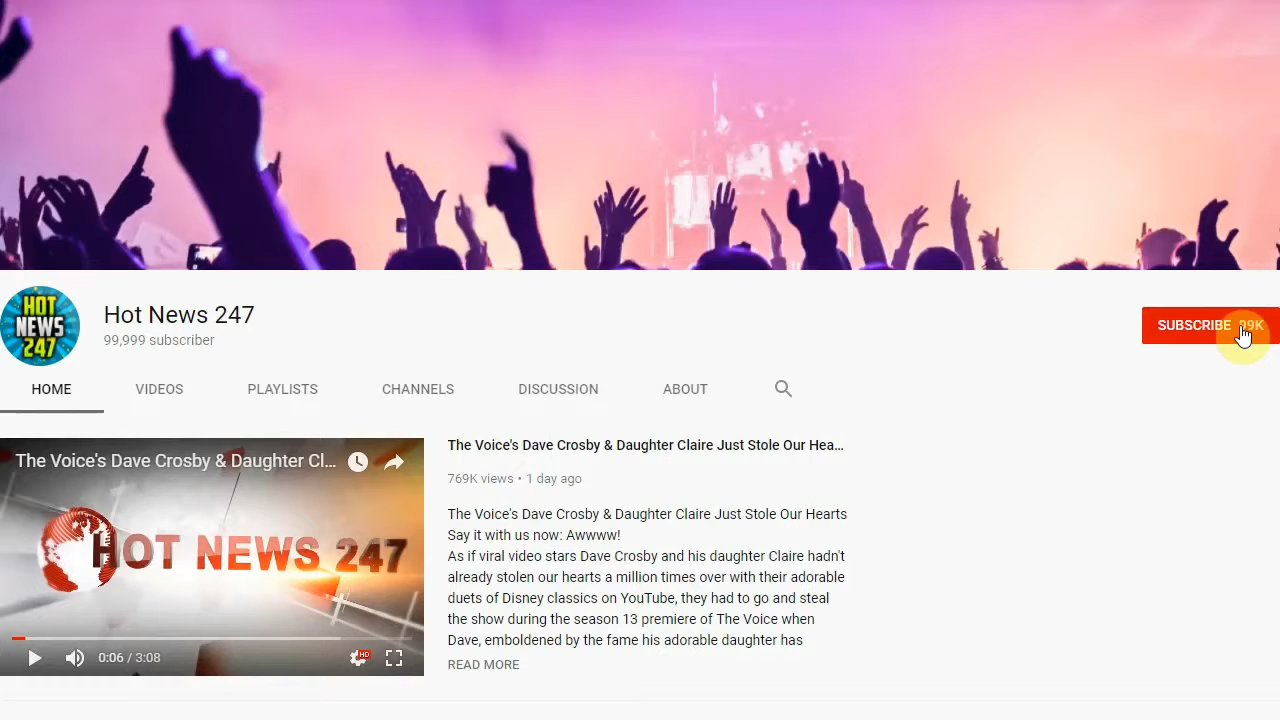 HOT
NEWS
247
Hot News 247
99,999 subscriber
SUBSCRIBE 99K
HOME
VIDEOS
PLAYLISTS
CHANNELS
DISCUSSION
ABOUT
The Voice's Dave Crosby & Daughter Cl...
HOT NEWS 247
0:06 / 3:08
HD
The Voice's Dave Crosby & Daughter Claire Just Stole Our Hea...
769K views • 1 day ago
The Voice's Dave Crosby & Daughter Claire Just Stole Our Hearts
Say it with us now: Awwww!
As if viral video stars Dave Crosby and his daughter Claire hadn't
already stolen our hearts a million times over with their adorable
duets of Disney classics on YouTube, they had to go and steal
the show during the season 13 premiere of The Voice when
Dave, emboldened by the fame his adorable daughter has
READ MORE